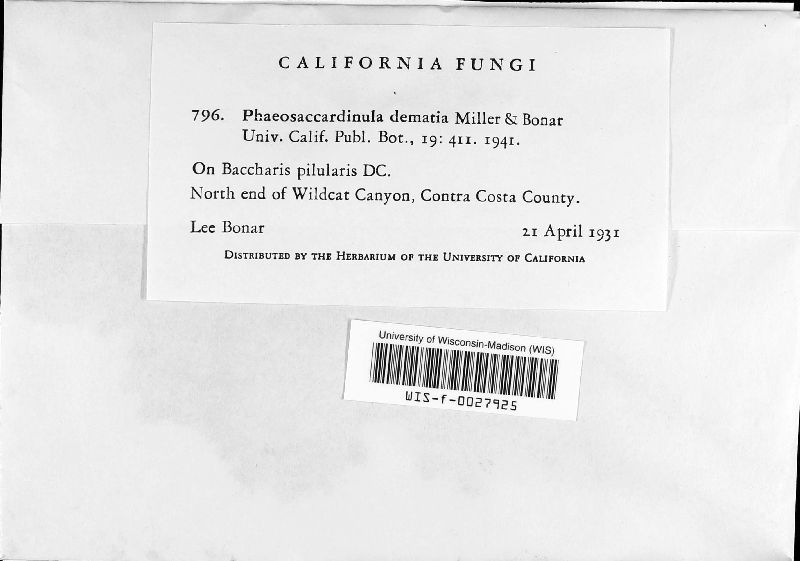 CALIFORNIA FUNGI
796. Phaeosaccardinula dematia Miller & Bonar
Univ. Calif. Publ. Bot., 19: 411. 1941.
On Baccharis pilularis DC.
North end of Wildcat Canyon, Contra Costa County.
Lee Bonar 21 April 1931
Distributed by the Herbarium of the University of California
University of Wisconsin-Madison (WIS)
WIS-f-0027925